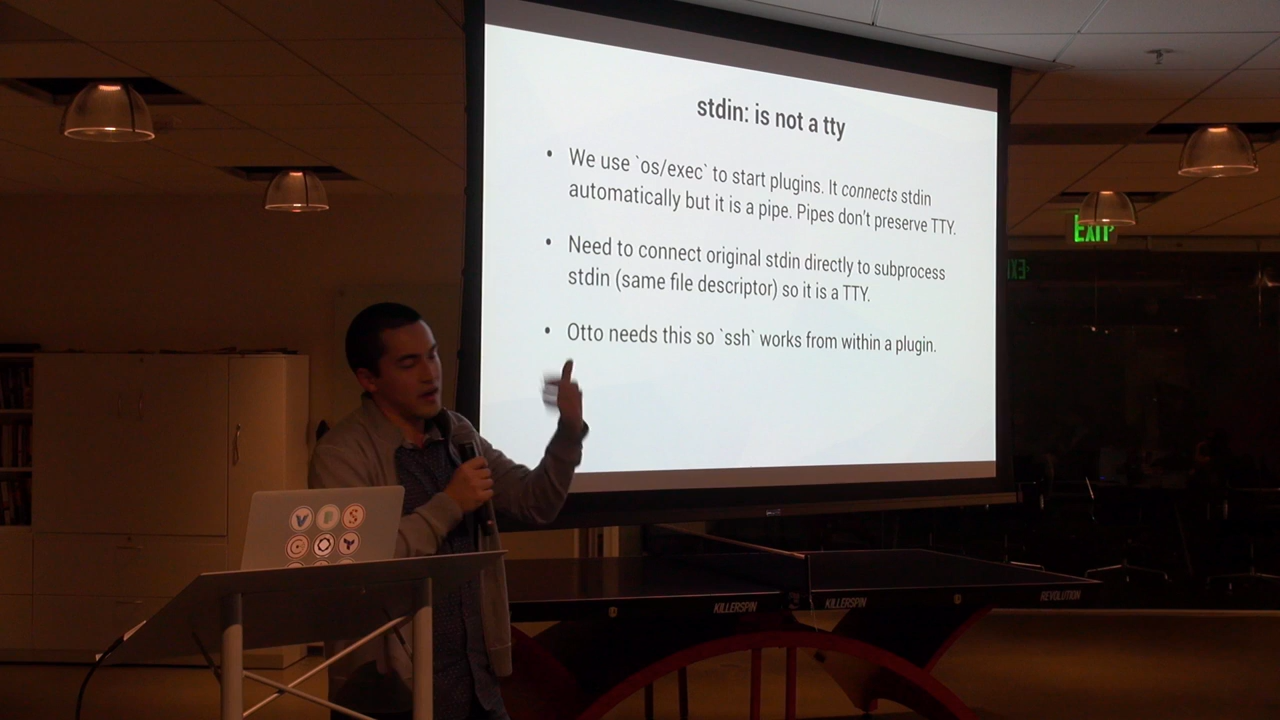 stdin: is not a tty
• We use `os/exec` to start plugins. It connects stdin
automatically but it is a pipe. Pipes don't preserve TTY.
• Need to connect original stdin directly to subprocess
stdin (same file descriptor) so it is a TTY.
• Otto needs this so `ssh` works from within a plugin.
EXIT
KILLERSPIN
KILLERSPIN
REVOLUTION